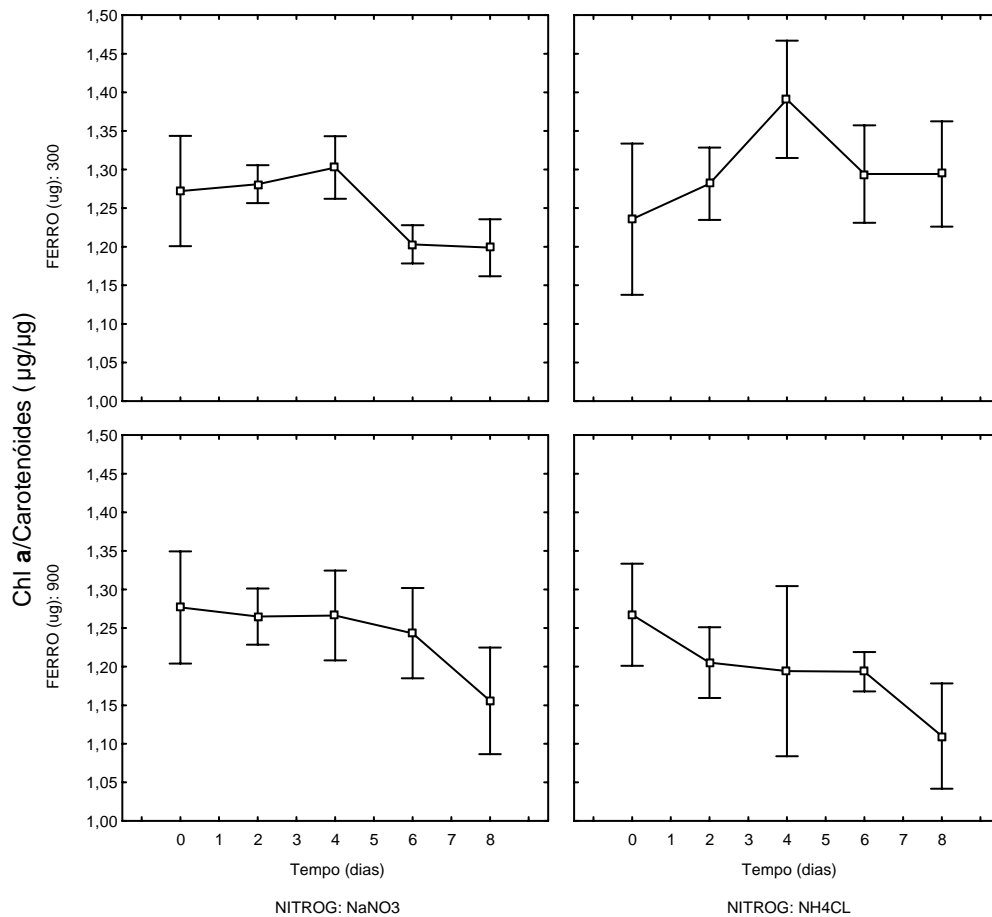 1,50
1,45
1,40
1,35
1,30
1,25
1,20
1,15
1,10
1,05
1,00
FERRO (ug): 300
Chl a/Carotenóides ( µg/µg)
1,50
1,45
1,40
1,35
1,30
1,25
1,20
1,15
1,10
1,05
1,00
FERRO (ug): 900
0 1 2 3 4 5 6 7 8
0 1 2 3 4 5 6 7 8
Tempo (dias)
Tempo (dias)
NITROG: NaNO3
NITROG: NH4CL